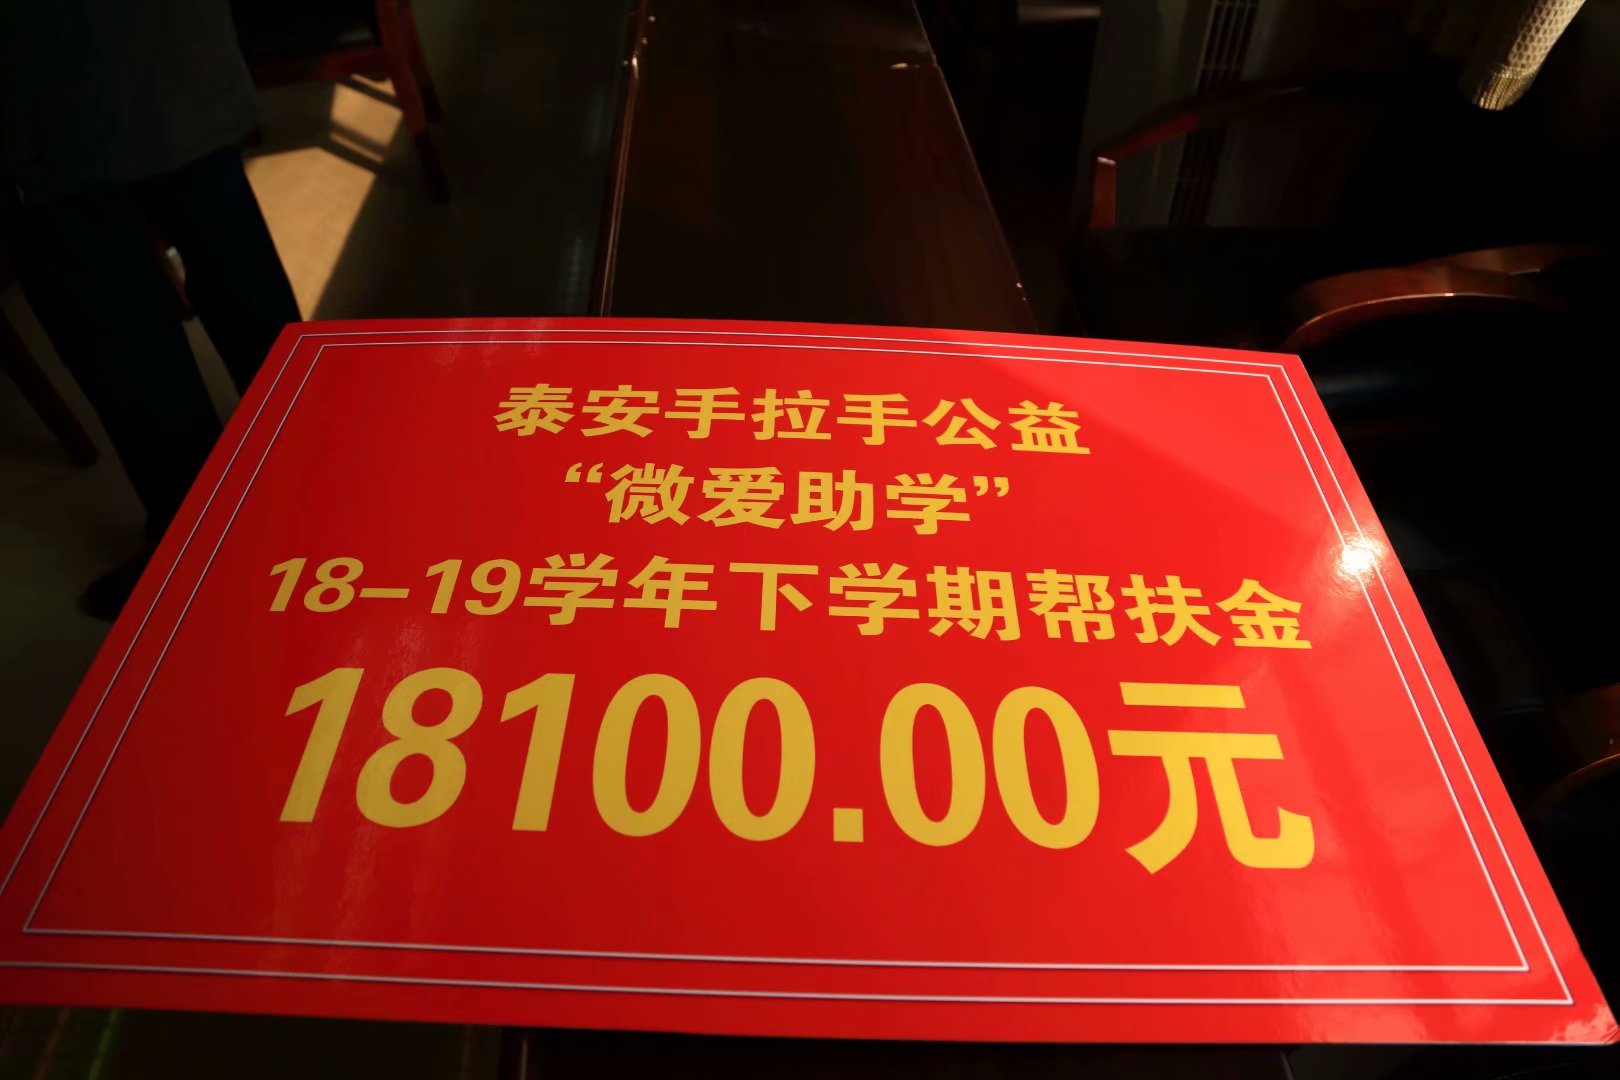 泰安手拉手公益
“微爱助学”
18-19学年下学期帮扶金
18100.00元